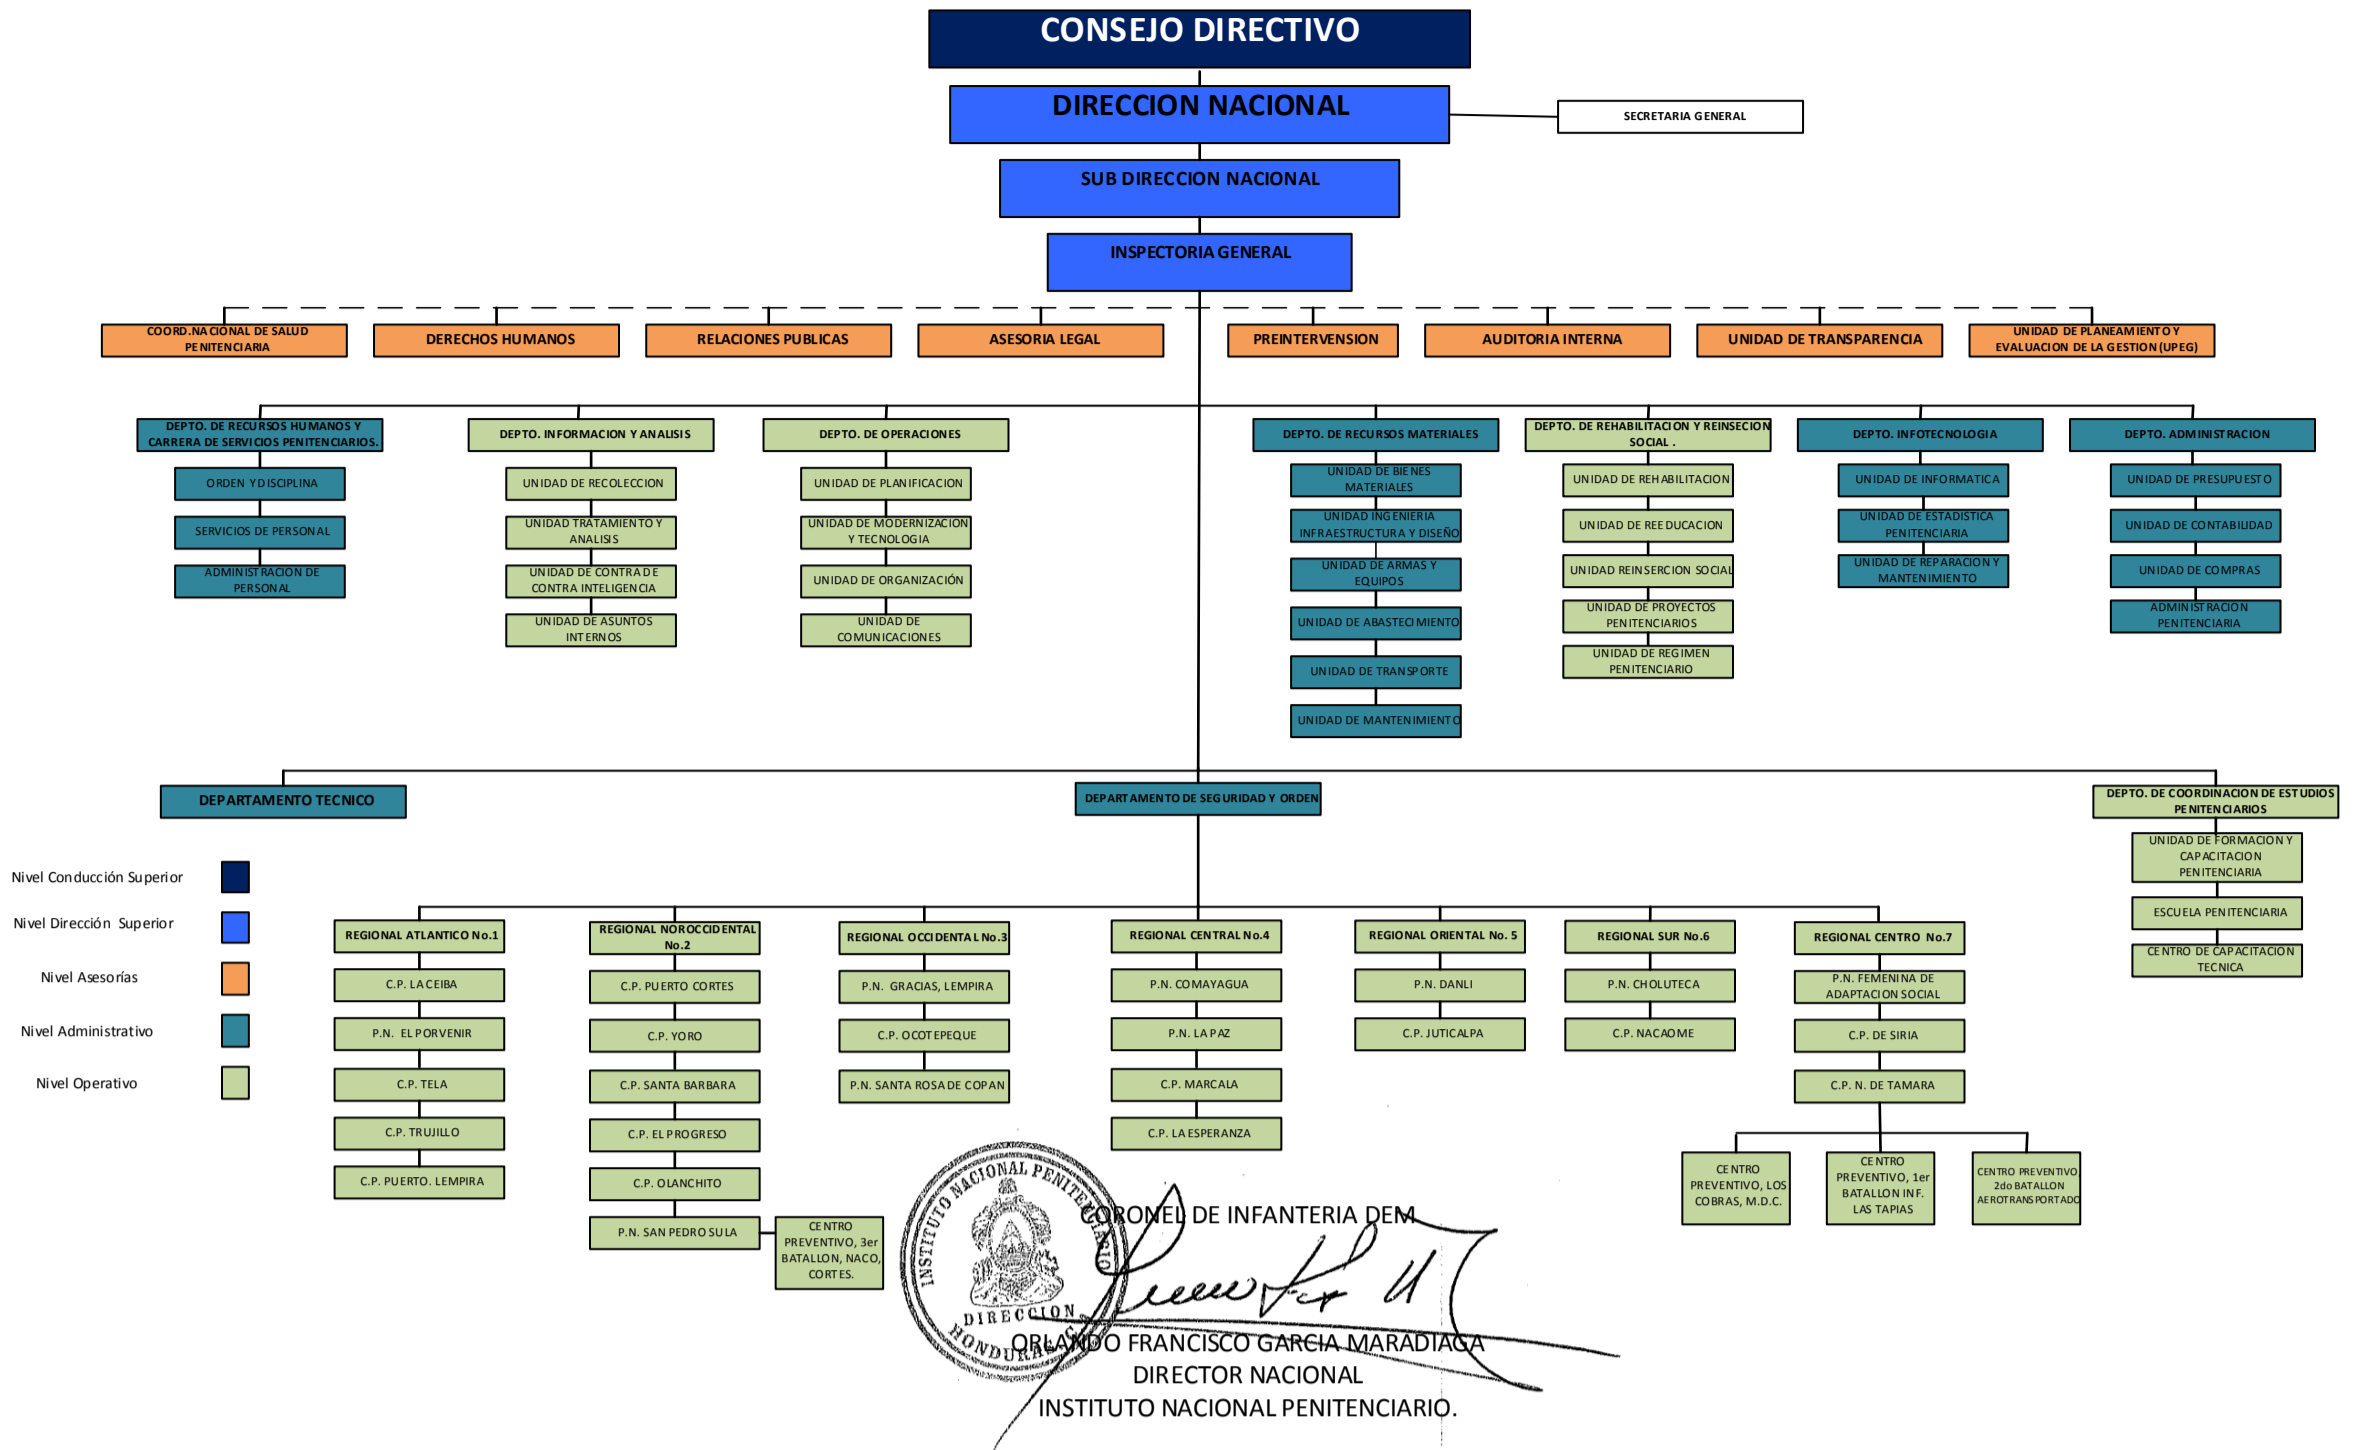 CONSEJO DIRECTIVO
DIRECCION NACIONAL
SECRETARIA GENERAL
SUB DIRECCION NACIONAL
INSPECTORIA GENERAL
COORD.NACIONAL DE SALUD
PENITENCIARIA
DERECHOS HUMANOS
RELACIONES PUBLICAS
ASESORIA LEGAL
PREINTERVENSION
AUDITORIA INTERNA
UNIDAD DE TRANSPARENCIA
UNIDAD DE PLANEAMIENTO Y
EVALUACION DE LA GESTION (UPEG)
DEPTO. DE RECURSOS HUMANOS Y
CARRERA DE SERVICIOS PENITENCIARIOS.
ORDEN Y DISCIPLINA
SERVICIOS DE PERSONAL
ADMINISTRACION DE
PERSONAL
DEPTO. INFORMACION Y ANALISIS
UNIDAD DE RECOLECCION
UNIDAD TRATAMIENTO Y
ANALISIS
UNIDAD DE CONTRA DE
CONTRA INTELIGENCIA
UNIDAD DE ASUNTOS
INTERNOS
DEPTO. DE OPERACIONES
UNIDAD DE PLANIFICACION
UNIDAD DE MODERNIZACION
Y TECNOLOGIA
UNIDAD DE ORGANIZACIÓN
UNIDAD DE
COMUNICACIONES
DEPTO. DE RECURSOS MATERIALES
UNIDAD DE BIENES
MATERIALES
UNIDAD INGENIERIA
INFRAESTRUCTURA Y DISEÑO
UNIDAD DE ARMAS Y
EQUIPOS
UNIDAD DE ABASTECIMIENTO
UNIDAD DE TRANSPORTE
UNIDAD DE MANTENIMIENTO
DEPTO. DE REHABILITACION Y REINSECION
SOCIAL .
UNIDAD DE REHABILITACION
UNIDAD DE REEDUCACION
UNIDAD REINSERCION SOCIAL
UNIDAD DE PROYECTOS
PENITENCIARIOS
UNIDAD DE REGIMEN
PENITENCIARIO
DEPTO. INFOTECNOLOGIA
UNIDAD DE INFORMATICA
UNIDAD DE ESTADISTICA
PENITENCIARIA
UNIDAD DE REPARACION Y
MANTENIMIENTO
DEPTO. ADMINISTRACION
UNIDAD DE PRESUPUESTO
UNIDAD DE CONTABILIDAD
UNIDAD DE COMPRAS
ADMINISTRACION
PENITENCIARIA
DEPARTAMENTO TECNICO
DEPARTAMENTO DE SEGURIDAD Y ORDEN
DEPTO. DE COORDINACION DE ESTUDIOS
PENITENCIARIOS
UNIDAD DE FORMACION Y
CAPACITACION
PENITENCIARIA
ESCUELA PENITENCIARIA
CENTRO DE CAPACITACION
TECNICA
Nivel Conducción Superior
Nivel Dirección Superior
Nivel Asesorías
Nivel Administrativo
Nivel Operativo
REGIONAL ATLANTICO No.1
C.P. LA CEIBA
P.N. EL PORVENIR
C.P. TELA
C.P. TRUJILLO
C.P. PUERTO. LEMPIRA
REGIONAL NOROCCIDENTAL
No.2
C.P. PUERTO CORTES
C.P. YORO
C.P. SANTA BARBARA
C.P. EL PROGRESO
C.P. OLANCHITO
P.N. SAN PEDRO SULA
CENTRO
PREVENTIVO, 3er
BATALLON, NACO,
CORTES.
REGIONAL OCCIDENTAL No.3
P.N. GRACIAS, LEMPIRA
C.P. OCOTEPEQUE
P.N. SANTA ROSA DE COPAN
REGIONAL CENTRAL No.4
P.N. COMAYAGUA
P.N. LA PAZ
C.P. MARCALA
C.P. LA ESPERANZA
REGIONAL ORIENTAL No. 5
P.N. DANLI
C.P. JUTICALPA
REGIONAL SUR No.6
P.N. CHOLUTECA
C.P. NACAOME
REGIONAL CENTRO No.7
P.N. FEMENINA DE
ADAPTACION SOCIAL
C.P. DE SIRIA
C.P. N. DE TAMARA
CENTRO
PREVENTIVO, LOS
COBRAS, M.D.C.
CENTRO
PREVENTIVO, 1er
BATALLON INF.
LAS TAPIAS
CENTRO PREVENTIVO,
2do BATALLON
AEROTRANSPORTADO
INSTITUTO NACIONAL PENITENCIARIO
DIRECCION
HONDURAS
CORONEL DE INFANTERIA DEM
ORLANDO FRANCISCO GARCIA MARADIAGA
DIRECTOR NACIONAL
INSTITUTO NACIONAL PENITENCIARIO.